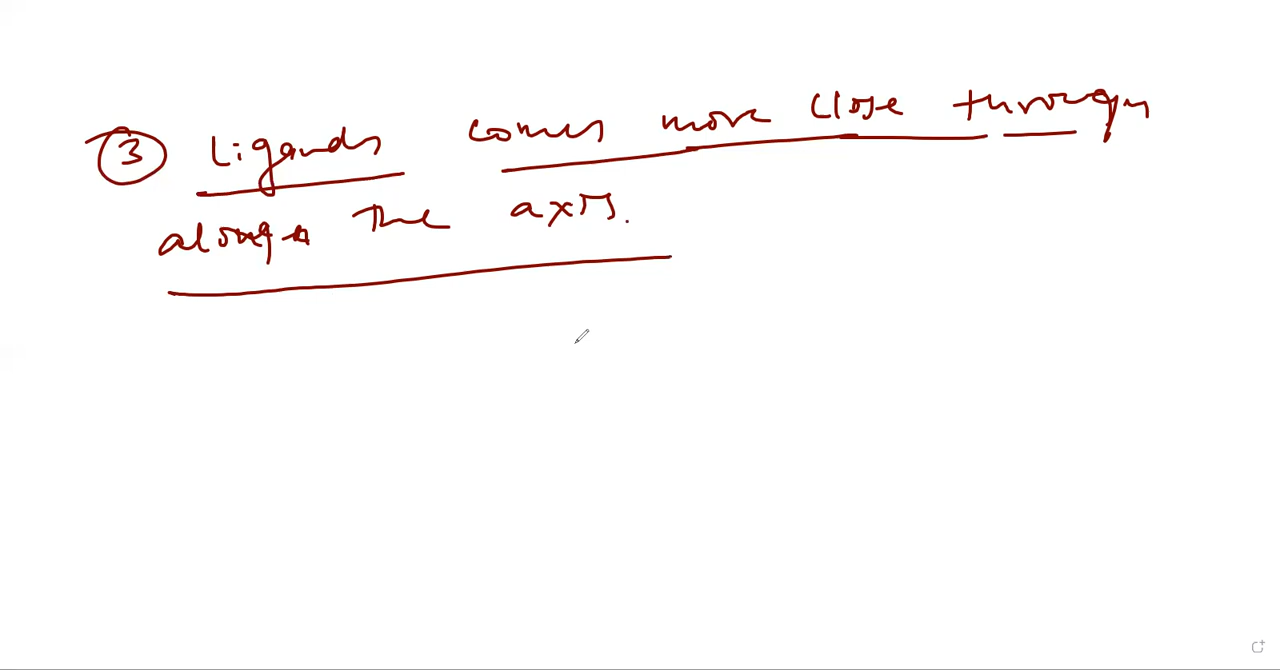 ③ Ligands comes more close through
along the axis.